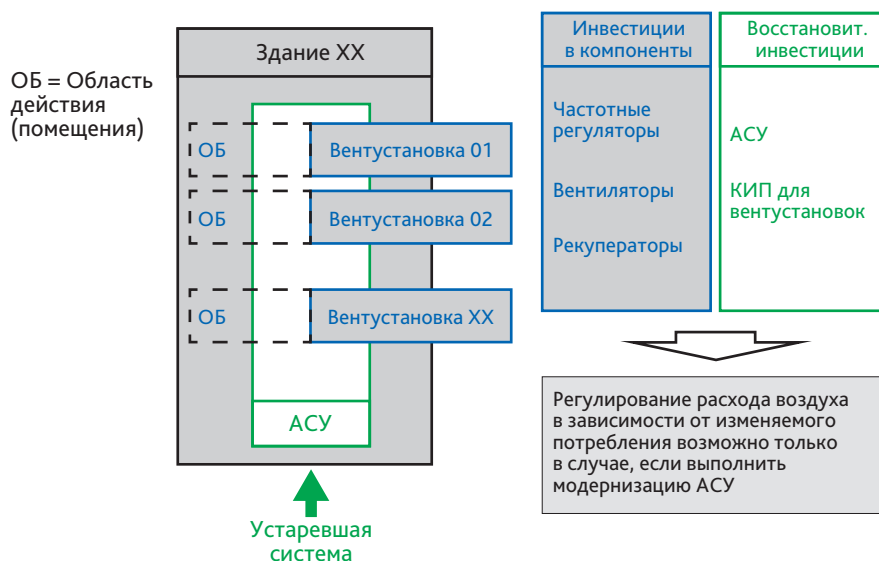 ОБ = Область
действия
(помещения)
Здание XX
ОБ
Вентустановка 01
ОБ
Вентустановка 02
ОБ
Вентустановка XX
АСУ
Устаревшая
система
Инвестиции
в компоненты
Частотные
регуляторы
Вентиляторы
Рекуператоры
Восстановит.
инвестиции
АСУ
КИП для
вентустановок
Регулирование расхода воздуха
в зависимости от изменяемого
потребления возможно только
в случае, если выполнить
модернизацию АСУ